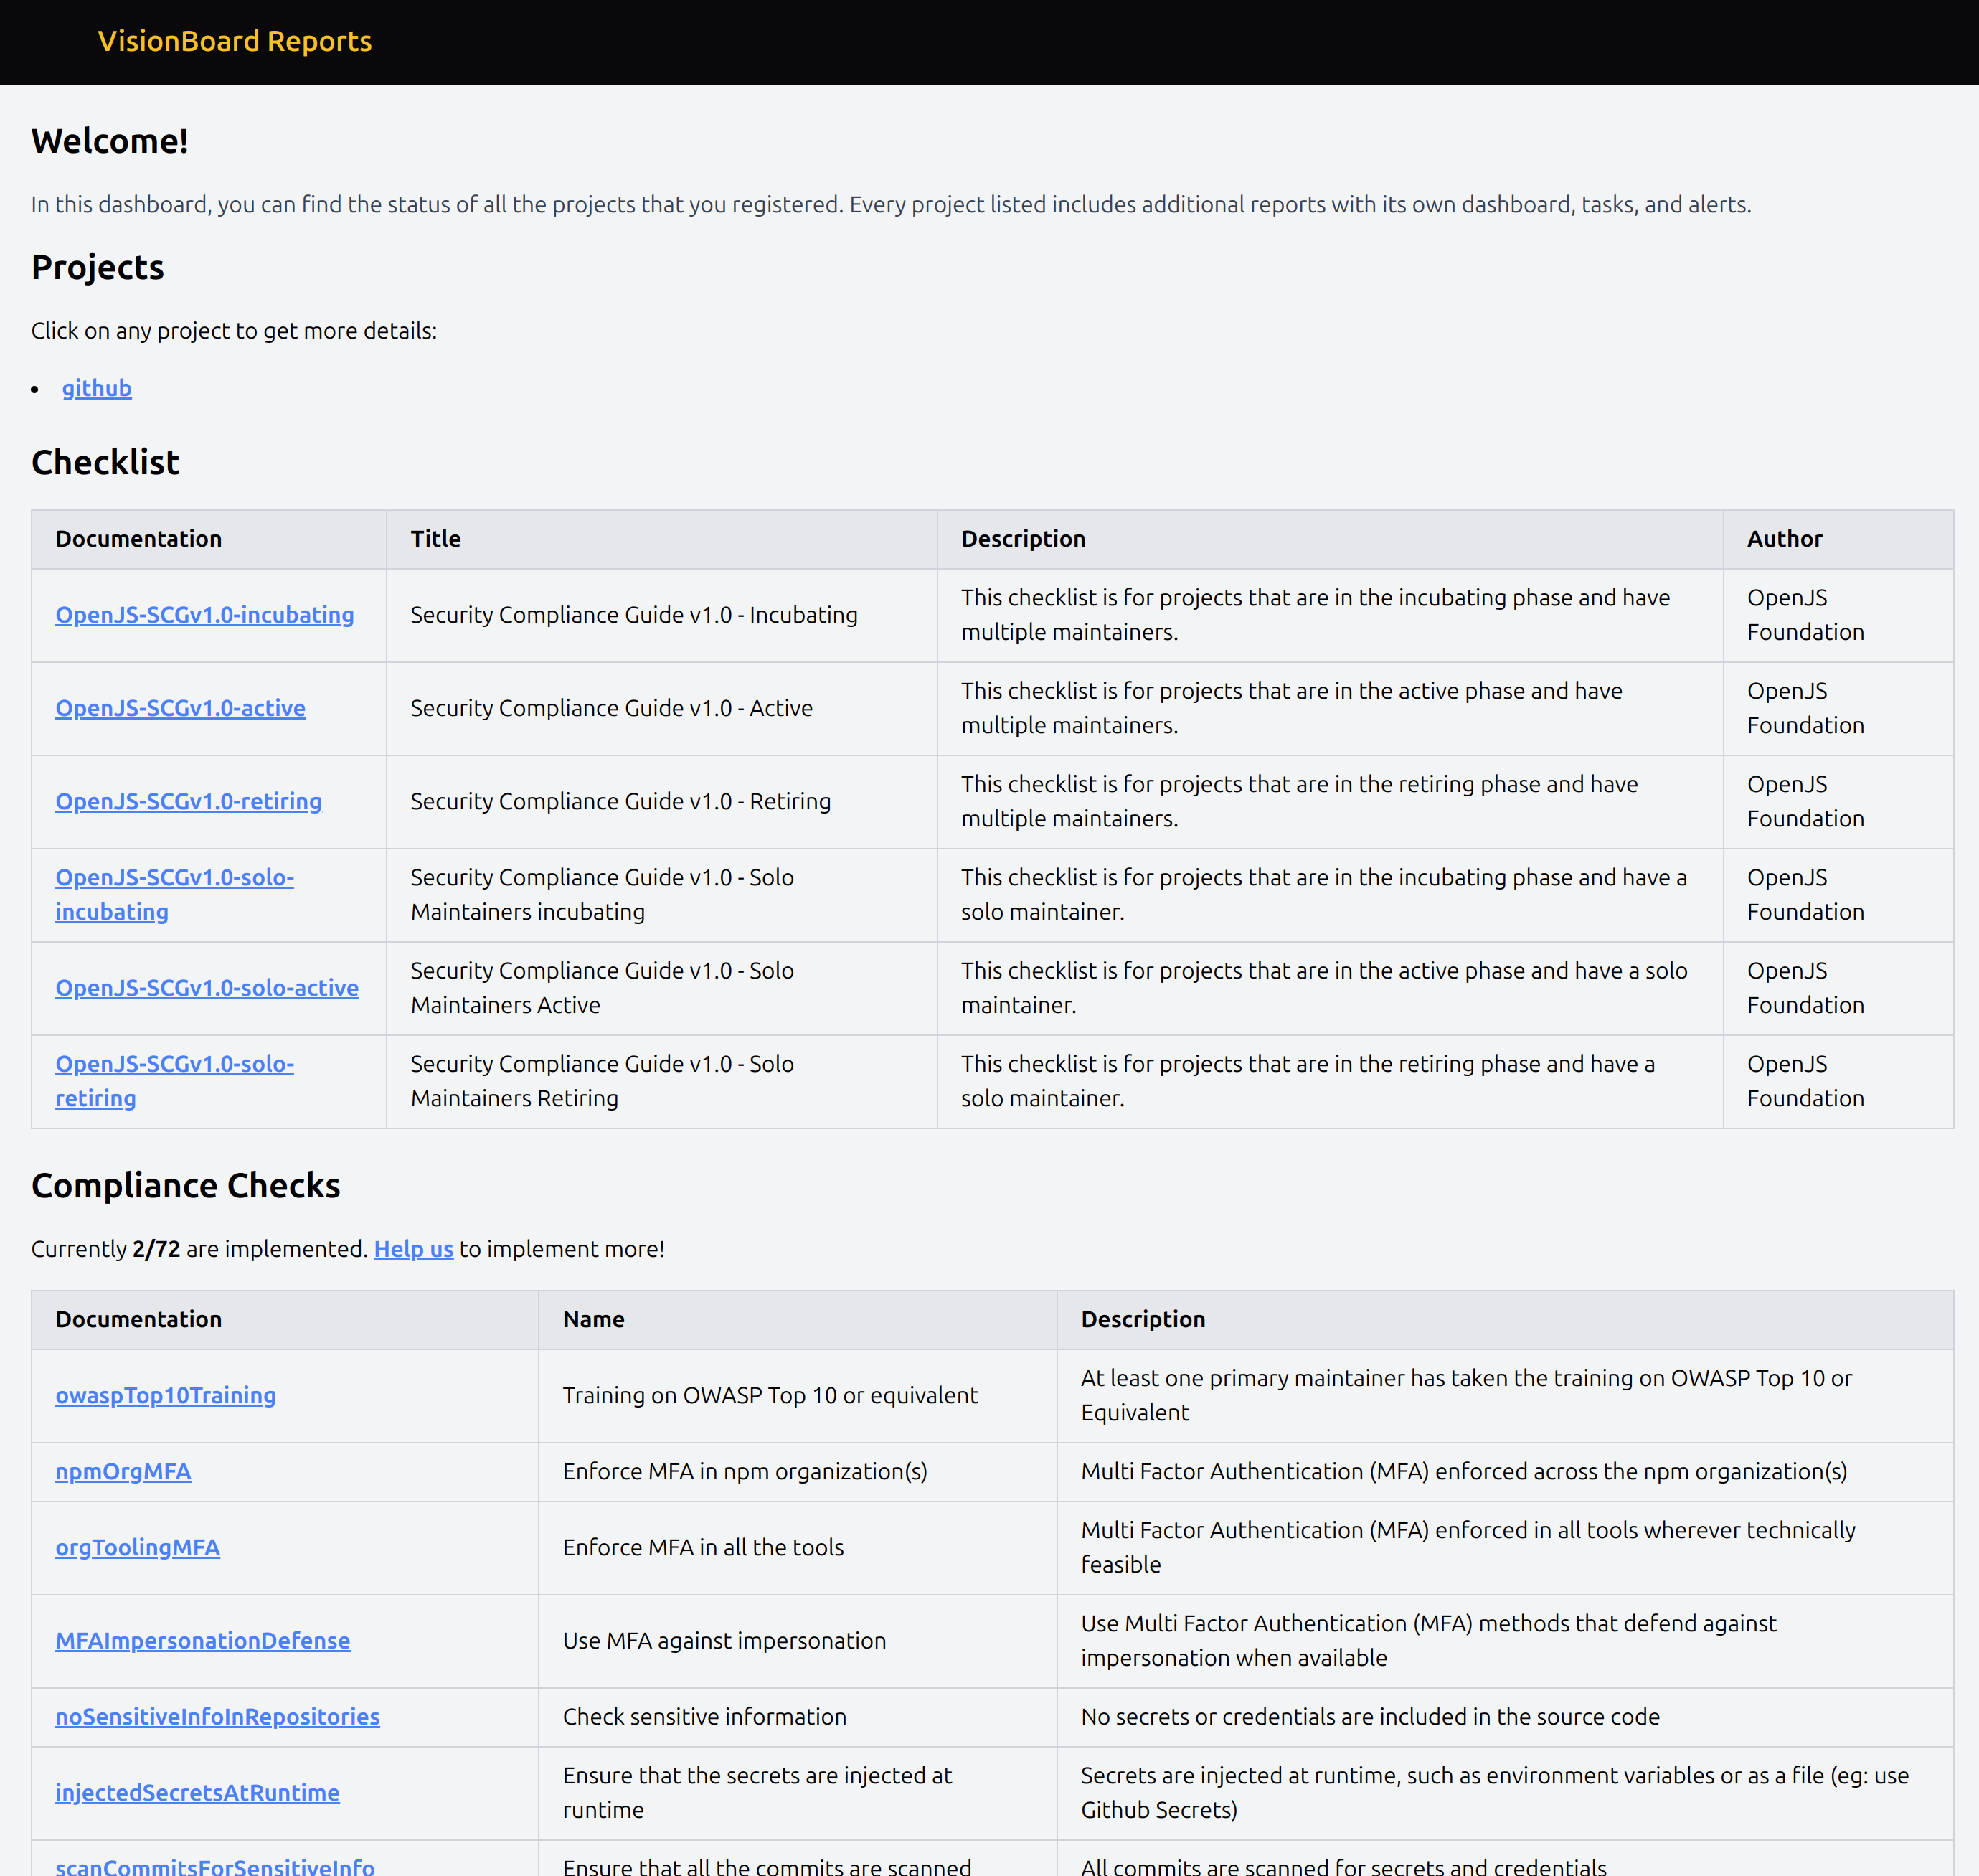 VisionBoard Reports
Welcome!
In this dashboard, you can find the status of all the projects that you registered. Every project listed includes additional reports with its own dashboard, tasks, and alerts.
Projects
Click on any project to get more details:
• github
Checklist
Documentation Title Description Author
OpenJS-SCGv1.0-incubating Security Compliance Guide v1.0 - Incubating This checklist is for projects that are in the incubating phase and have OpenJS
multiple maintainers. Foundation
OpenJS-SCGv1.0-active Security Compliance Guide v1.0 - Active This checklist is for projects that are in the active phase and have OpenJS
multiple maintainers. Foundation
OpenJS-SCGv1.0-retiring Security Compliance Guide v1.0 - Retiring This checklist is for projects that are in the retiring phase and have OpenJS
multiple maintainers. Foundation
OpenJS-SCGv1.0-solo- Security Compliance Guide v1.0 - Solo This checklist is for projects that are in the incubating phase and have a OpenJS
incubating Maintainers incubating solo maintainer. Foundation
OpenJS-SCGv1.0-solo-active Security Compliance Guide v1.0 - Solo This checklist is for projects that are in the active phase and have a solo OpenJS
Maintainers Active maintainer. Foundation
OpenJS-SCGv1.0-solo- Security Compliance Guide v1.0 - Solo This checklist is for projects that are in the retiring phase and have a OpenJS
retiring Maintainers Retiring solo maintainer. Foundation
Compliance Checks
Currently 2/72 are implemented. Help us to implement more!
Documentation Name Description
owaspTop10Training Training on OWASP Top 10 or equivalent At least one primary maintainer has taken the training on OWASP Top 10 or
Equivalent
npmOrgMFA Enforce MFA in npm organization(s) Multi Factor Authentication (MFA) enforced across the npm organization(s)
orgToolingMFA Enforce MFA in all the tools Multi Factor Authentication (MFA) enforced in all tools wherever technically
feasible
MFAImpersonationDefense Use MFA against impersonation Use Multi Factor Authentication (MFA) methods that defend against
impersonation when available
noSensitiveInfoInRepositories Check sensitive information No secrets or credentials are included in the source code
injectedSecretsAtRuntime Ensure that the secrets are injected at Secrets are injected at runtime, such as environment variables or as a file (eg: use
runtime Github Secrets)
scanCommitsForSensitiveInfo Ensure that all the commits are scanned All commits are scanned for secrets and credentials